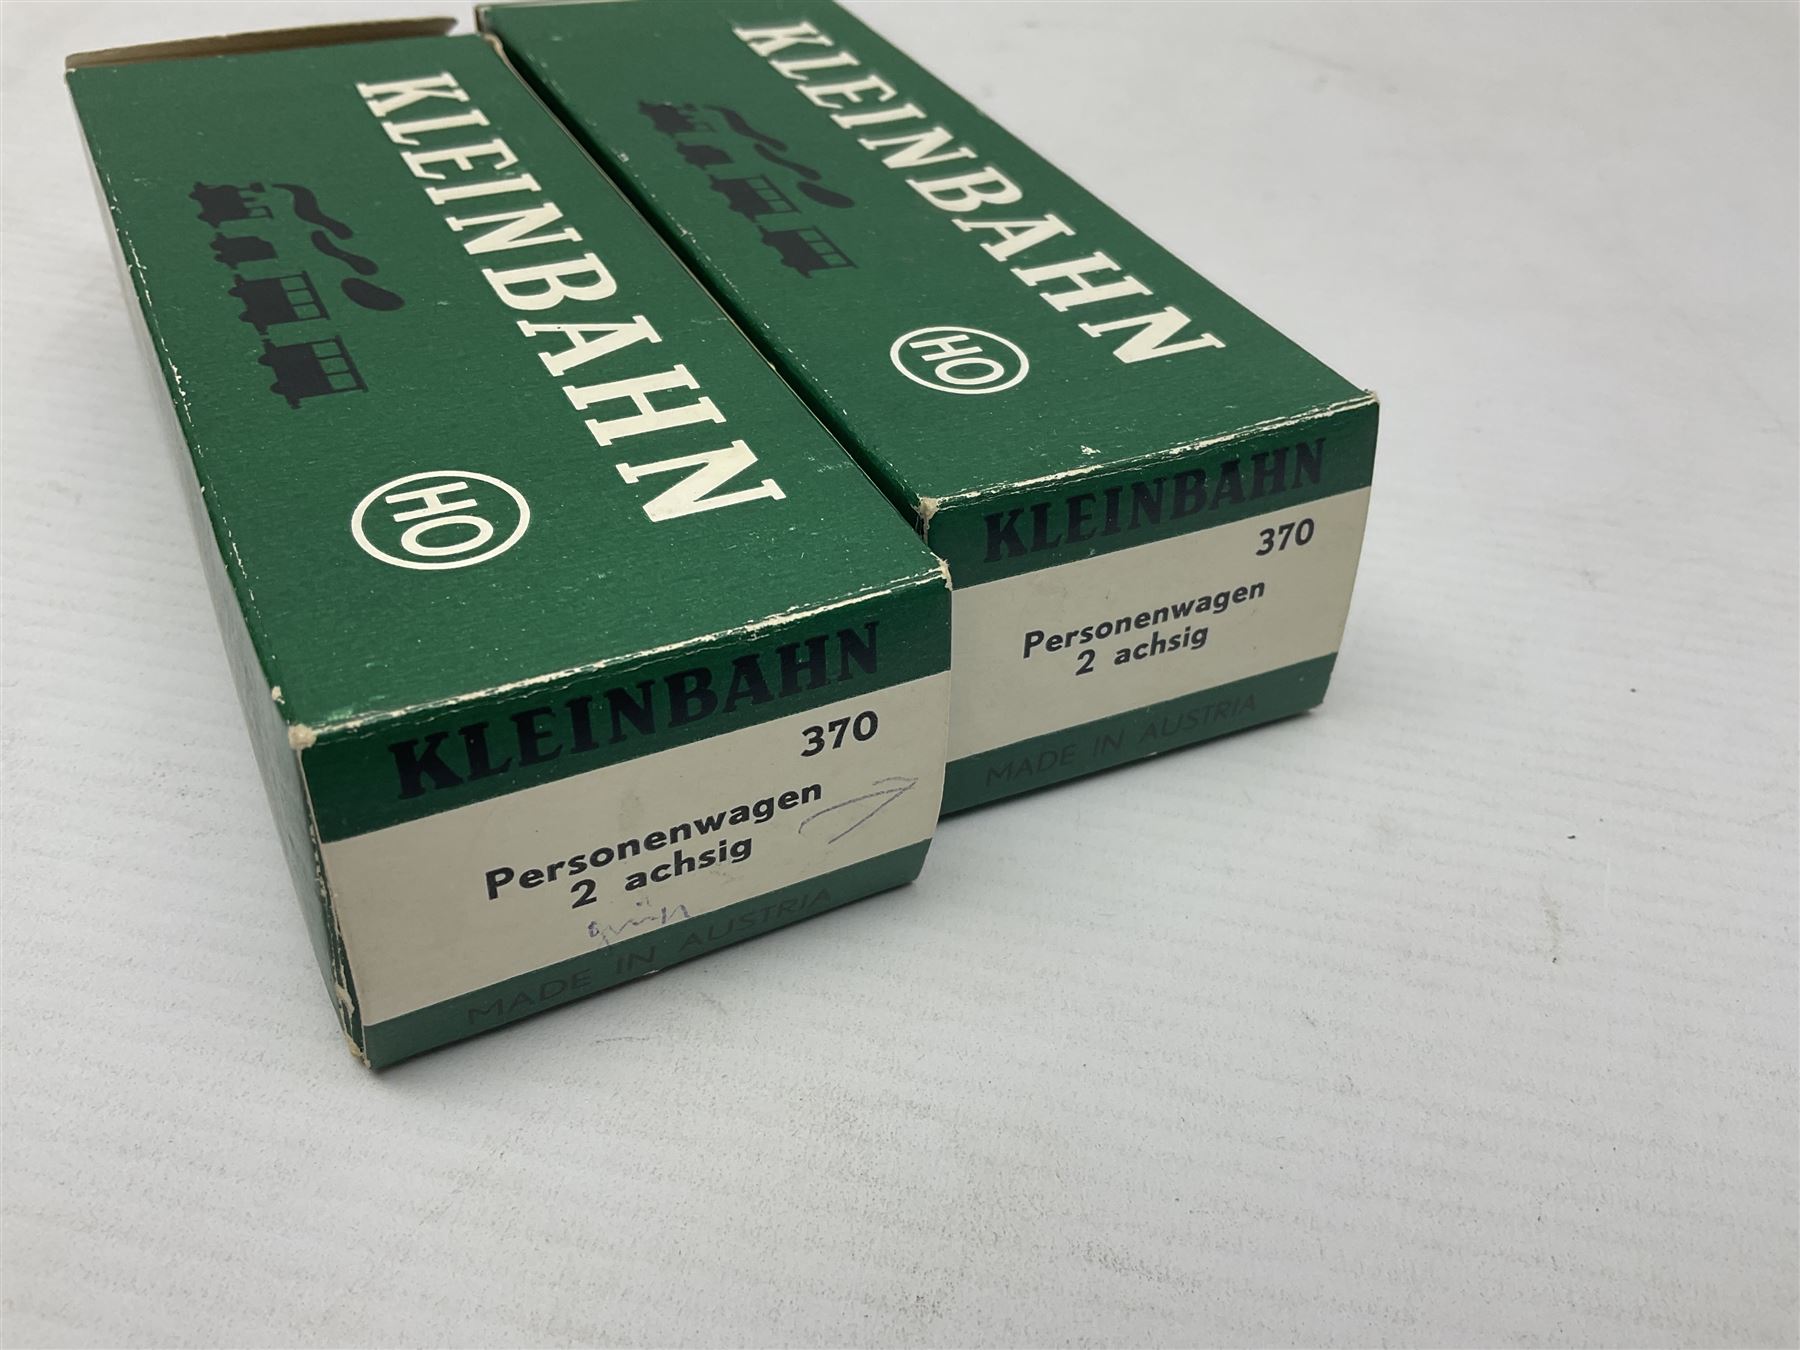 KLEINBAHN
HO
KLEINBAHN
370
Personenwagen
2 achsig
grün
MADE IN AUSTRIA
KLEINBAHN
HO
KLEINBAHN
370
Personenwagen
2 achsig
MADE IN AUSTRIA